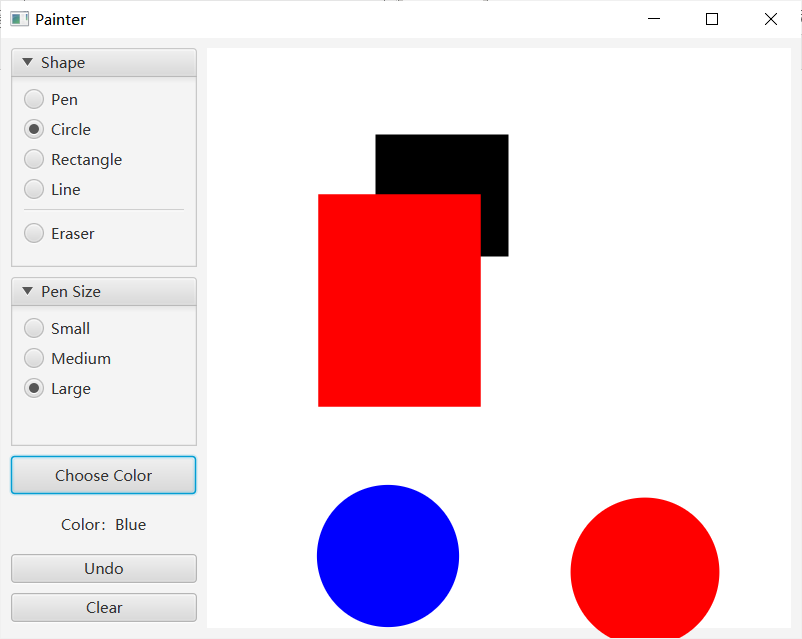 Painter
Shape
Pen
Circle
Rectangle
Line
Eraser
Pen Size
Small
Medium
Large
Choose Color
Color：Blue
Undo
Clear